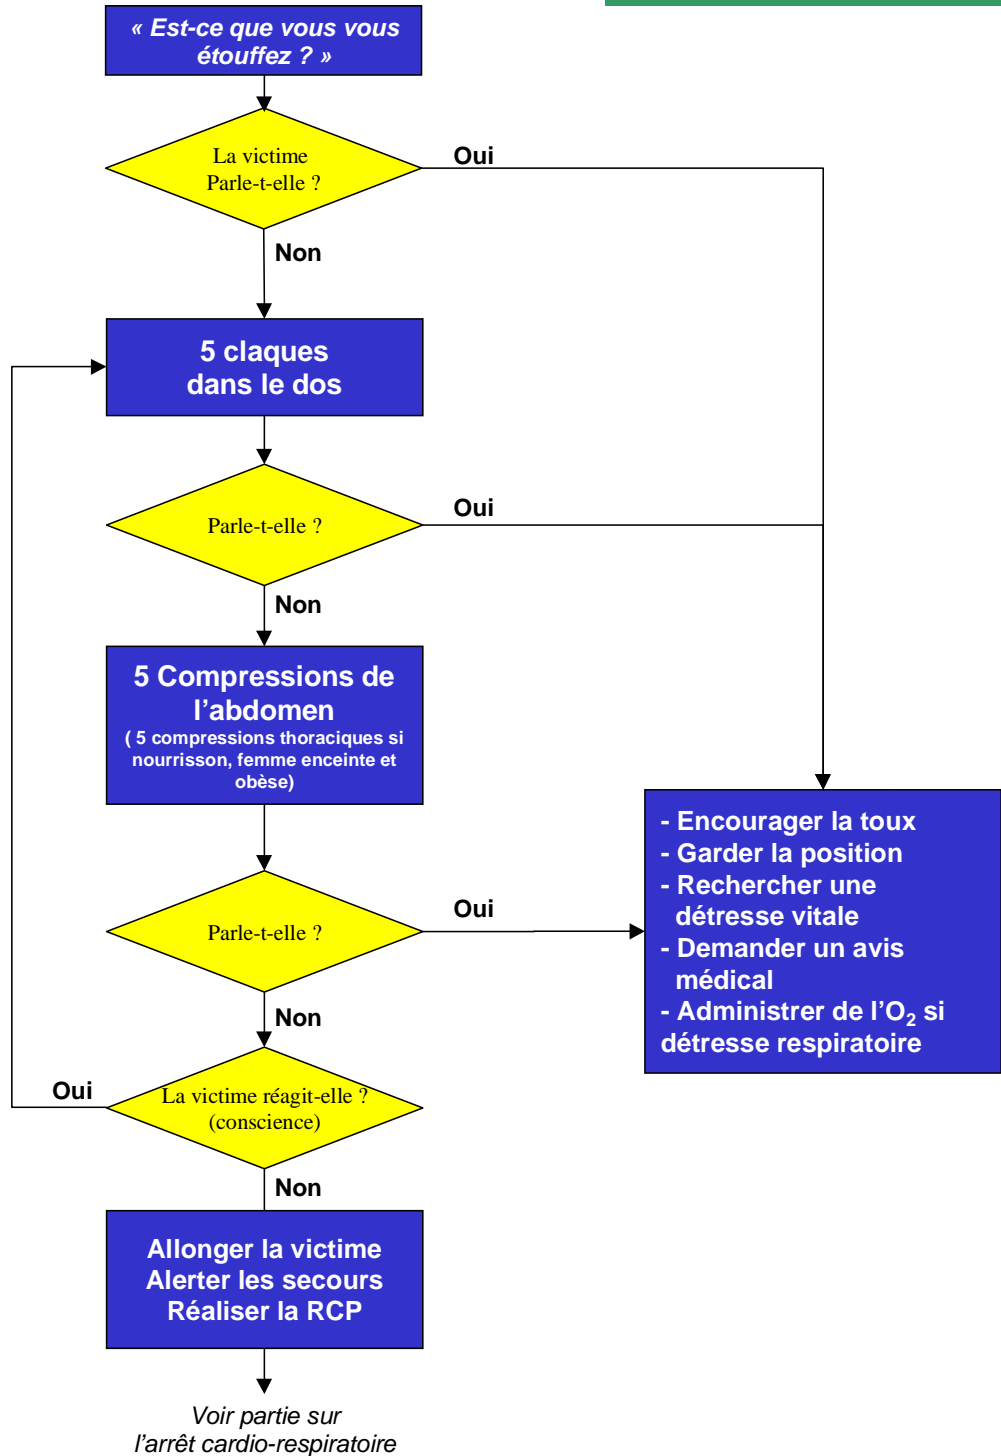 « Est-ce que vous vous
étouffez ? »
La victime
Parle-t-elle ?
Oui
Non
5 claques
dans le dos
Parle-t-elle ?
Oui
Non
5 Compressions de
l’abdomen
( 5 compressions thoraciques si
nourrisson, femme enceinte et
obèse)
Parle-t-elle ?
Oui
- Encourager la toux
- Garder la position
- Rechercher une
détresse vitale
- Demander un avis
médical
- Administrer de l’O₂ si
détresse respiratoire
Non
La victime réagit-elle ?
(conscience)
Oui
Non
Allonger la victime
Alerter les secours
Réaliser la RCP
Voir partie sur
l’arrêt cardio-respiratoire